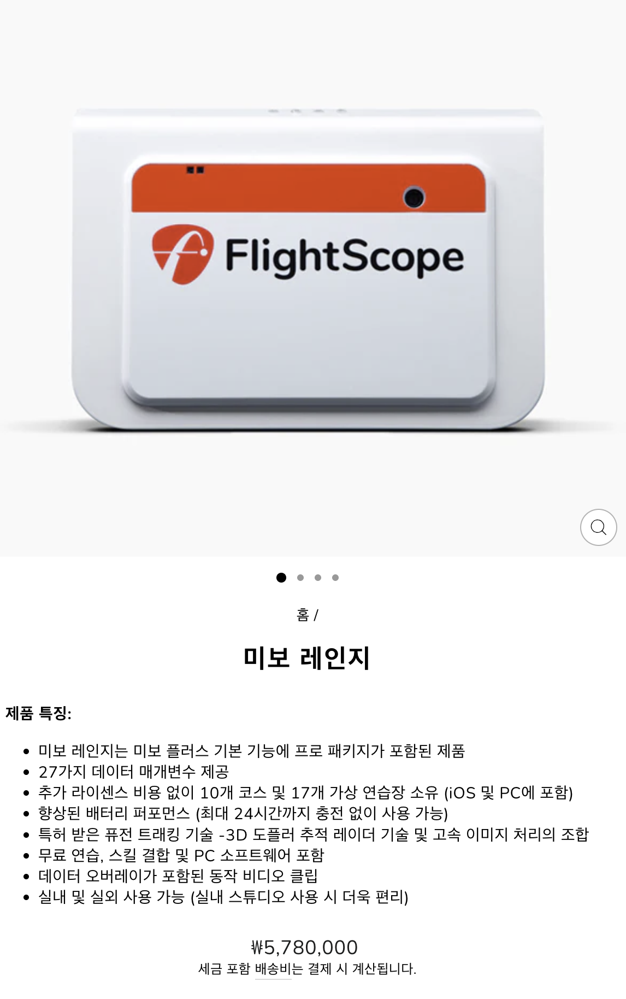 FlightScope
홈 /
미보 레인지
제품 특징:
• 미보 레인지는 미보 플러스 기본 기능에 프로 패키지가 포함된 제품
• 27가지 데이터 매개변수 제공
• 추가 라이센스 비용 없이 10개 코스 및 17개 가상 연습장 소유 (iOS 및 PC에 포함)
• 향상된 배터리 퍼포먼스 (최대 24시간까지 충전 없이 사용 가능)
• 특허 받은 퓨전 트래킹 기술 -3D 도플러 추적 레이더 기술 및 고속 이미지 처리의 조합
• 무료 연습, 스킬 결합 및 PC 소프트웨어 포함
• 데이터 오버레이가 포함된 동작 비디오 클립
• 실내 및 실외 사용 가능 (실내 스튜디오 사용 시 더욱 편리)
₩5,780,000
세금 포함 배송비는 결제 시 계산됩니다.